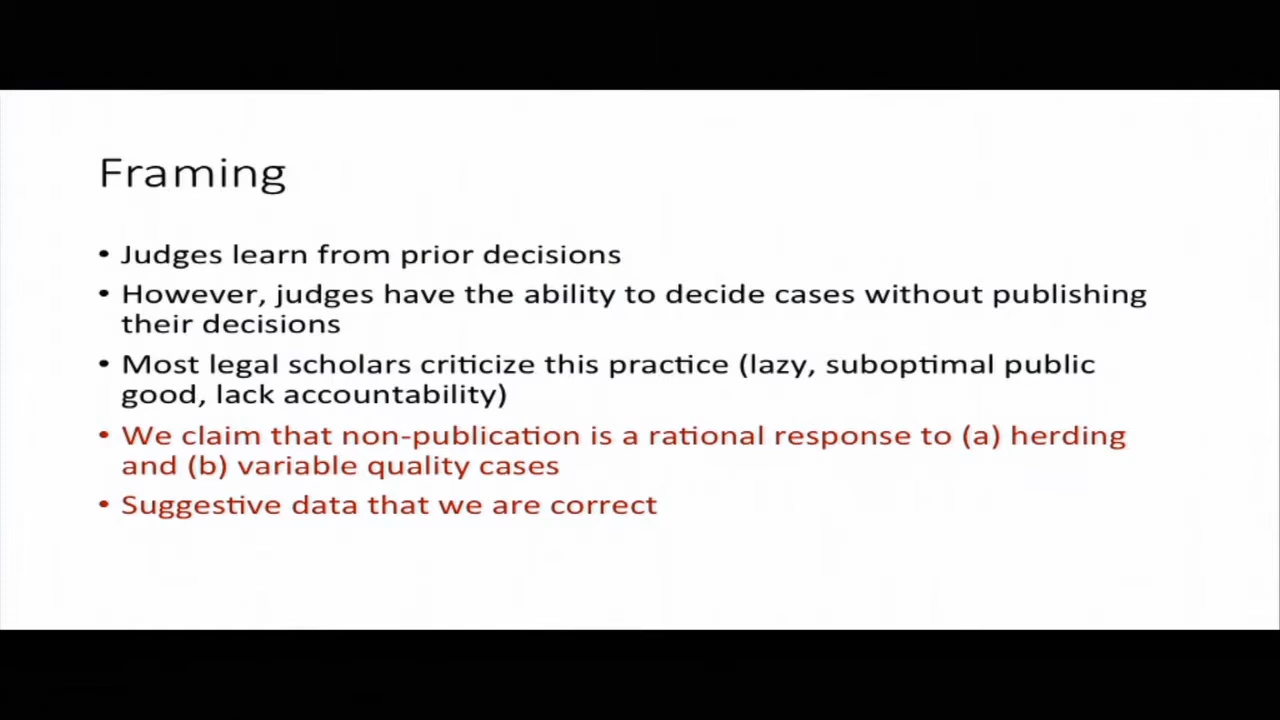 Framing
• Judges learn from prior decisions
• However, judges have the ability to decide cases without publishing
their decisions
• Most legal scholars criticize this practice (lazy, suboptimal public
good, lack accountability)
• We claim that non-publication is a rational response to (a) herding
and (b) variable quality cases
• Suggestive data that we are correct